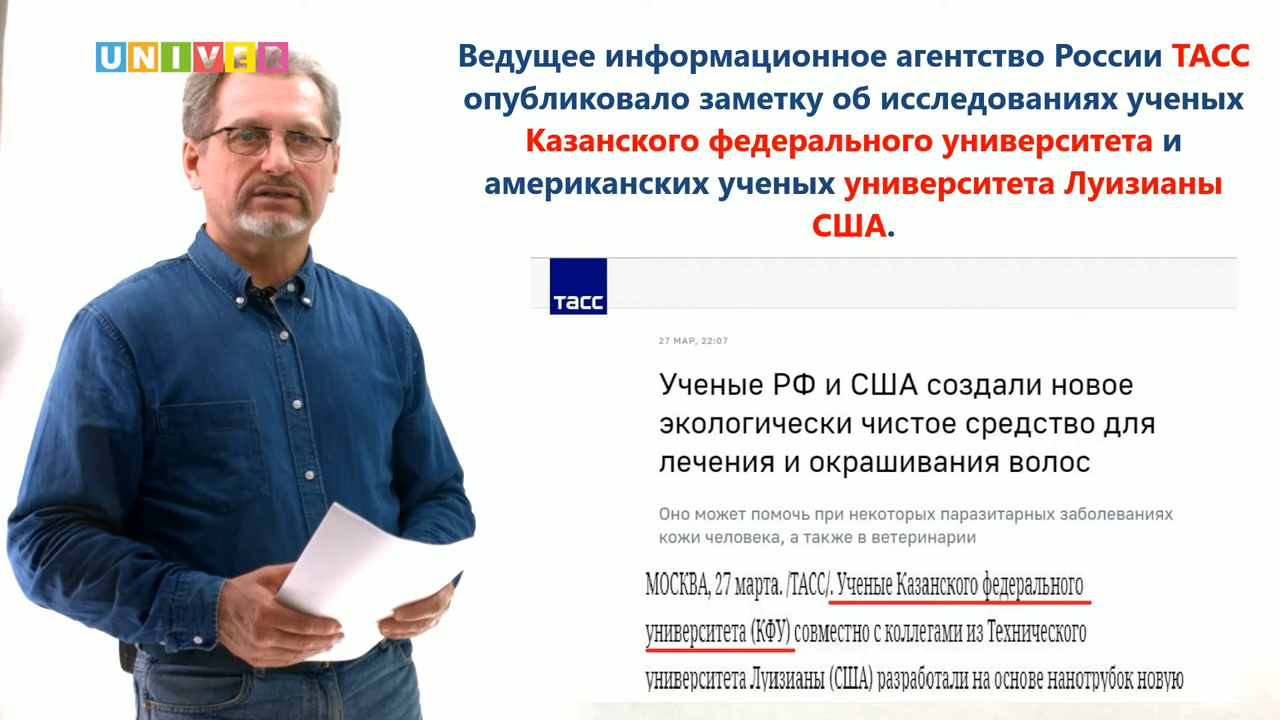 UNIVER
Ведущее информационное агентство России ТАСС
опубликовало заметку об исследованиях ученых
Казанского федерального университета и
американских ученых университета Луизианы
США.
ТАСС
27 МАР, 22:07
Ученые РФ и США создали новое
экологически чистое средство для
лечения и окрашивания волос
Оно может помочь при некоторых паразитарных заболеваниях
кожи человека, а также в ветеринарии
МОСКВА, 27 марта. /ТАСС/. Ученые Казанского федерального
университета (КФУ) совместно с коллегами из Технического
университета Луизианы (США) разработали на основе нанотрубок новую